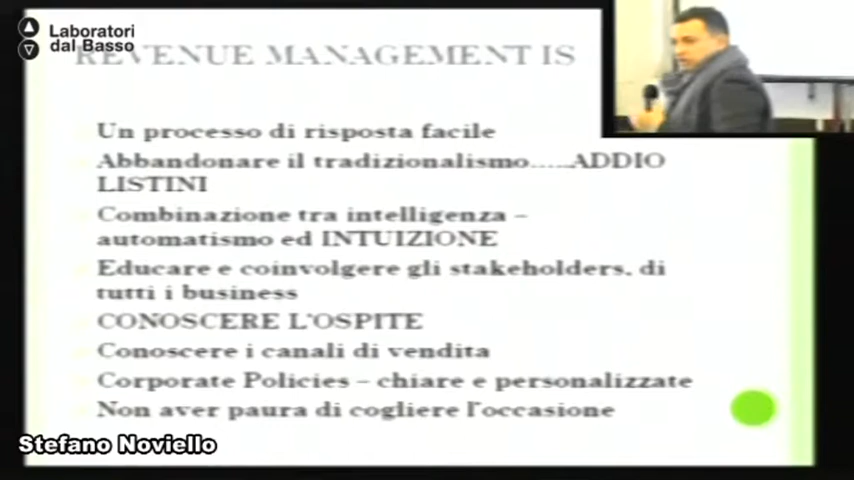 Laboratori
dal Basso
REVENUE MANAGEMENT IS
Un processo di risposta facile
Abbandonare il tradizionalismo.....ADDIO
LISTINI
Combinazione tra intelligenza –
automatismo ed INTUIZIONE
Educare e coinvolgere gli stakeholders, di
tutti i business
CONOSCERE L'OSPITE
Conoscere i canali di vendita
Corporate Policies – chiare e personalizzate
Non aver paura di cogliere l'occasione
Stefano Noviello